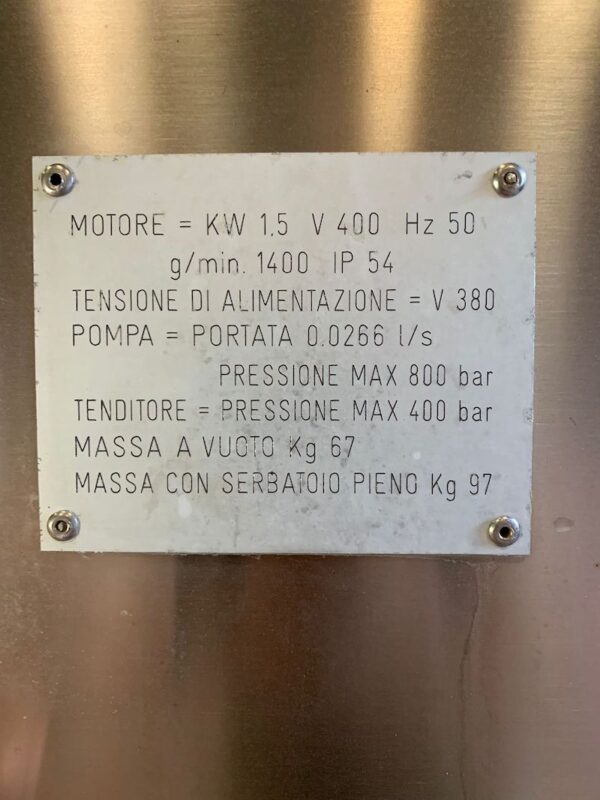 MOTORE = KW 1,5 V 400 Hz 50
g/min. 1400 IP 54
TENSIONE DI ALIMENTAZIONE = V 380
POMPA = PORTATA 0.0266 l/s
PRESSIONE MAX 800 bar
TENDITORE = PRESSIONE MAX 400 bar
MASSA A VUOTO Kg 67
MASSA CON SERBATOIO PIENO Kg 97